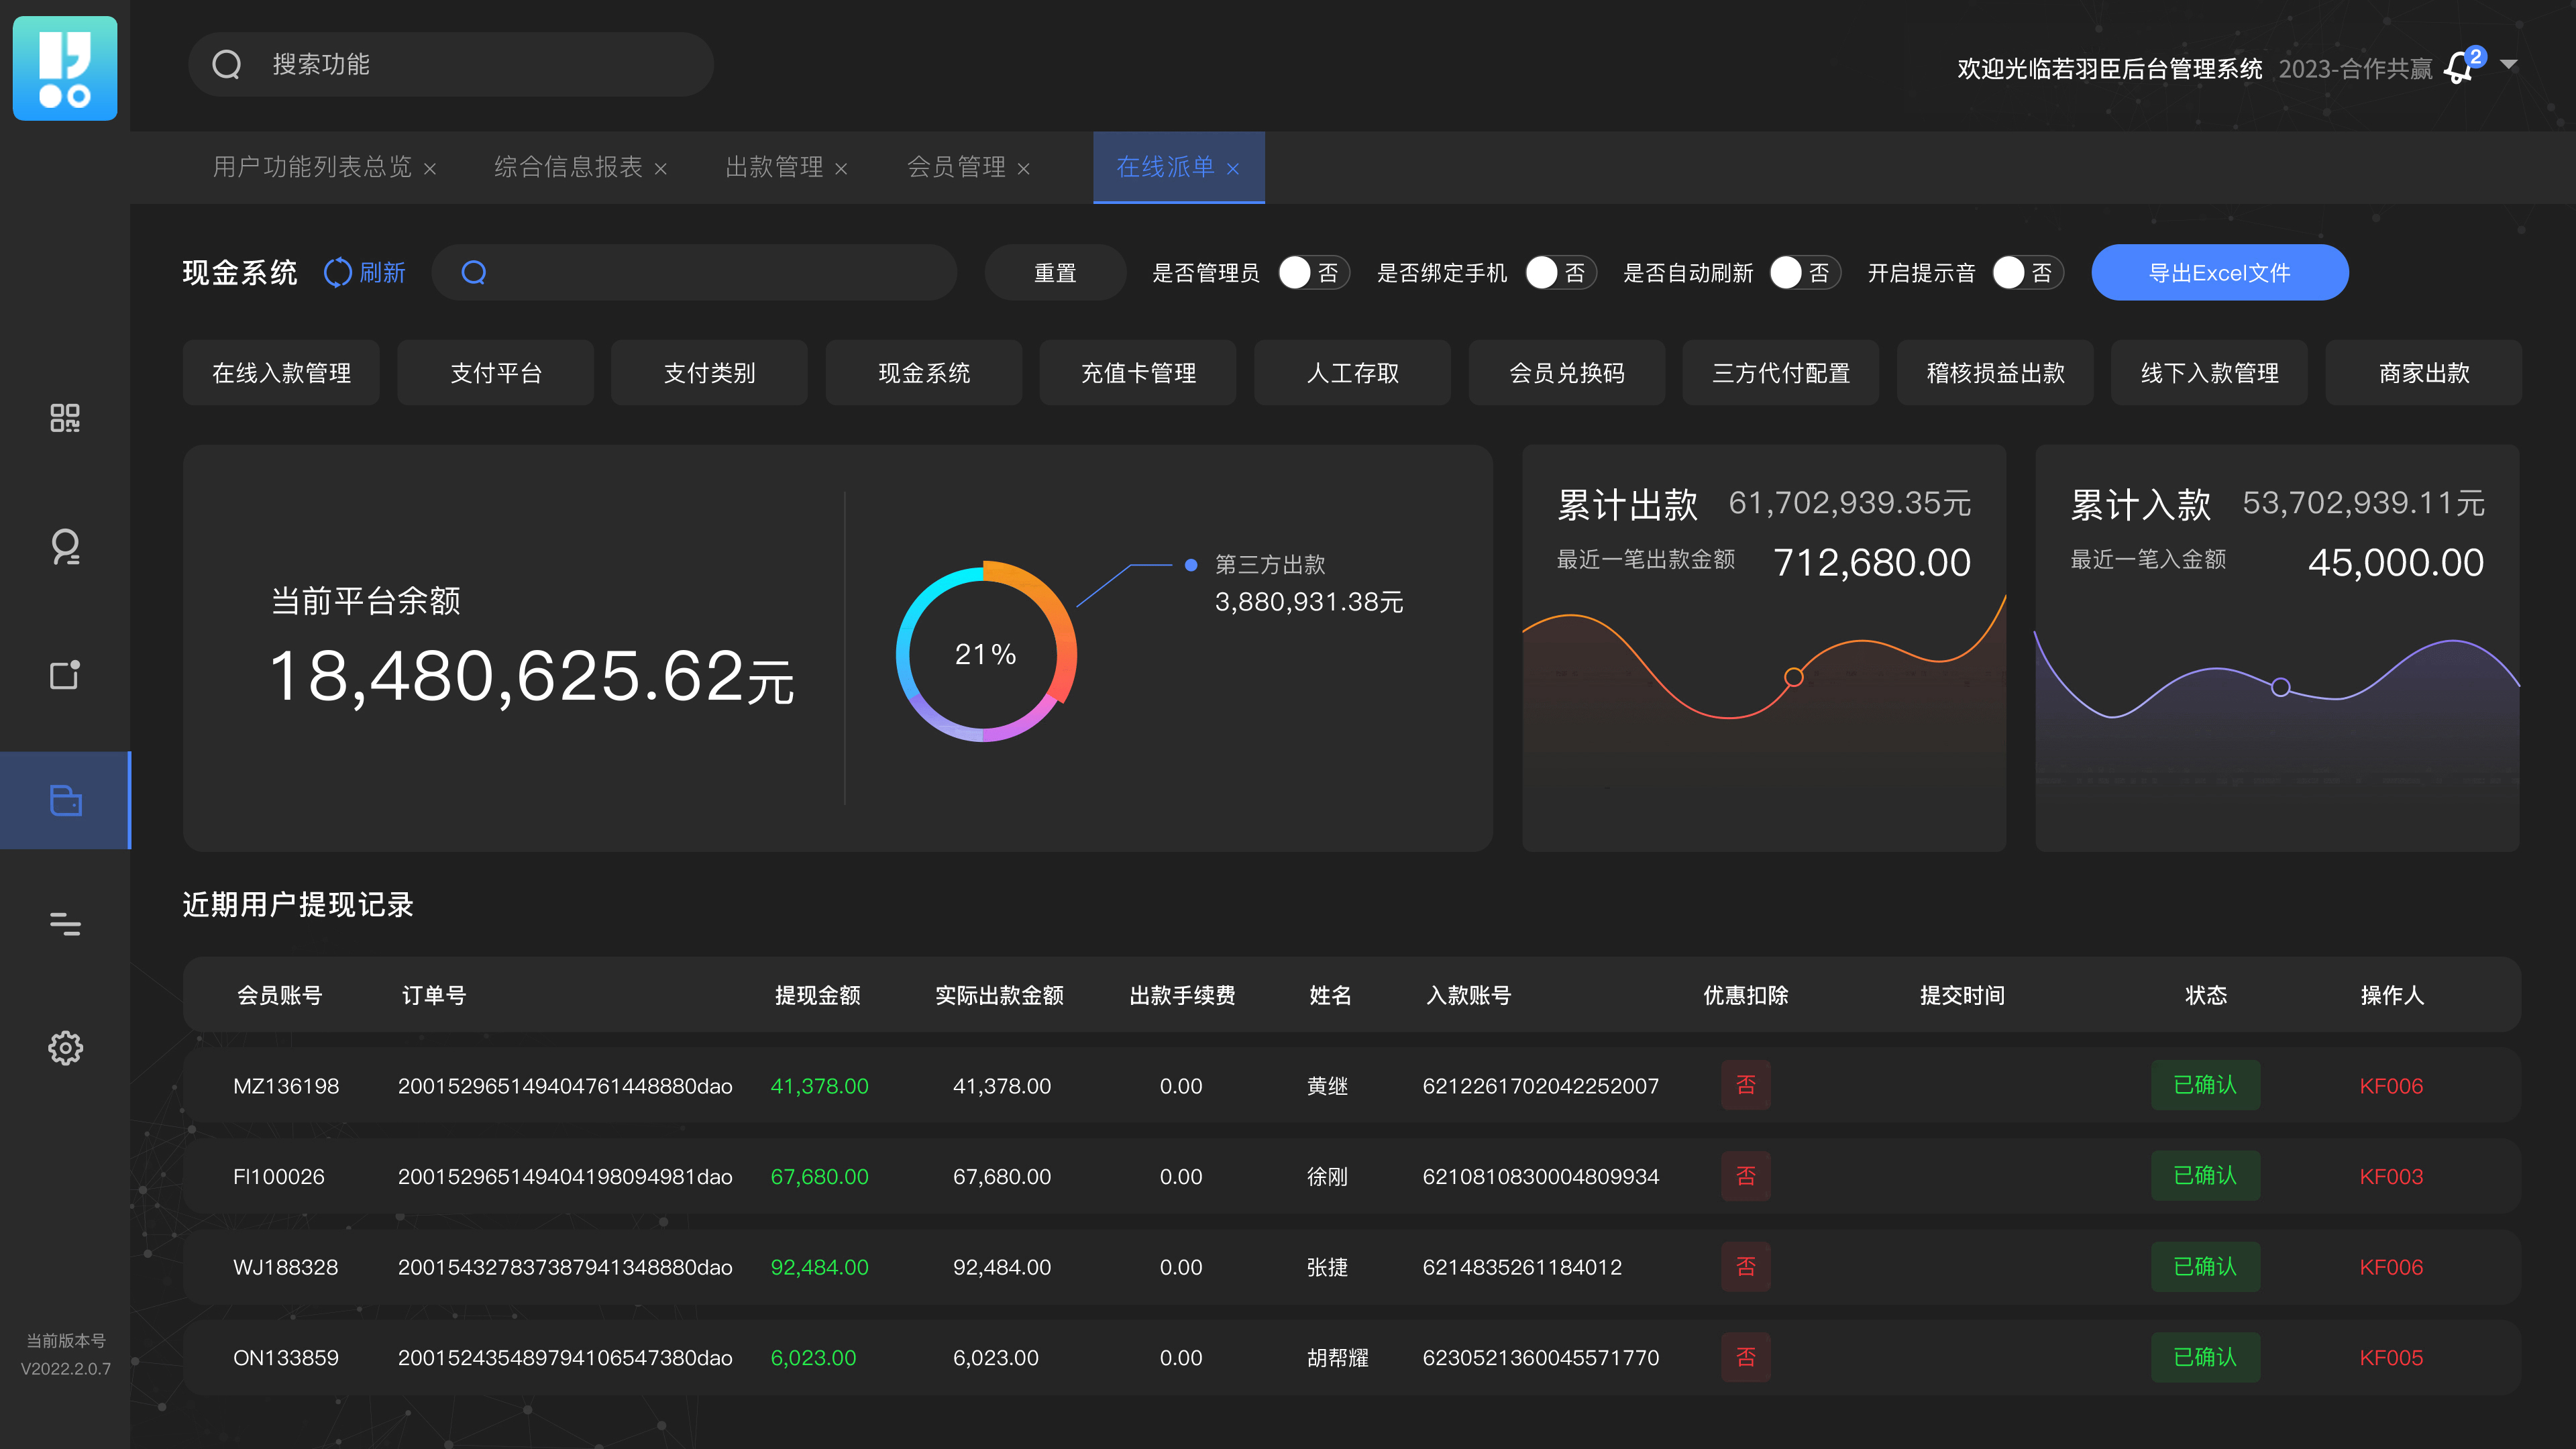 搜索功能
欢迎光临若羽臣后台管理系统 2023-合作共赢 2
用户功能列表总览 × 综合信息报表 × 出款管理 × 会员管理 × 在线派单 ×
现金系统 刷新 重置 是否管理员 否 是否绑定手机 否 是否自动刷新 否 开启提示音 否 导出Excel文件
在线入款管理 支付平台 支付类别 现金系统 充值卡管理 人工存取 会员兑换码 三方代付配置 稽核损益出款 线下入款管理 商家出款
当前平台余额
18,480,625.62元
21%
第三方出款
3,880,931.38元
累计出款 61,702,939.35元
最近一笔出款金额 712,680.00
累计入款 53,702,939.11元
最近一笔入金额 45,000.00
近期用户提现记录
会员账号 订单号 提现金额 实际出款金额 出款手续费 姓名 入款账号 优惠扣除 提交时间 状态 操作人
MZ136198 200152965149404761448880dao 41,378.00 41,378.00 0.00 黄继 6212261702042252007 否 已确认 KF006
FI100026 200152965149404198094981dao 67,680.00 67,680.00 0.00 徐刚 6210810830004809934 否 已确认 KF003
WJ188328 200154327837387941348880dao 92,484.00 92,484.00 0.00 张捷 6214835261184012 否 已确认 KF006
ON133859 200152435489794106547380dao 6,023.00 6,023.00 0.00 胡帮耀 6230521360045571770 否 已确认 KF005
当前版本号
V2022.2.0.7